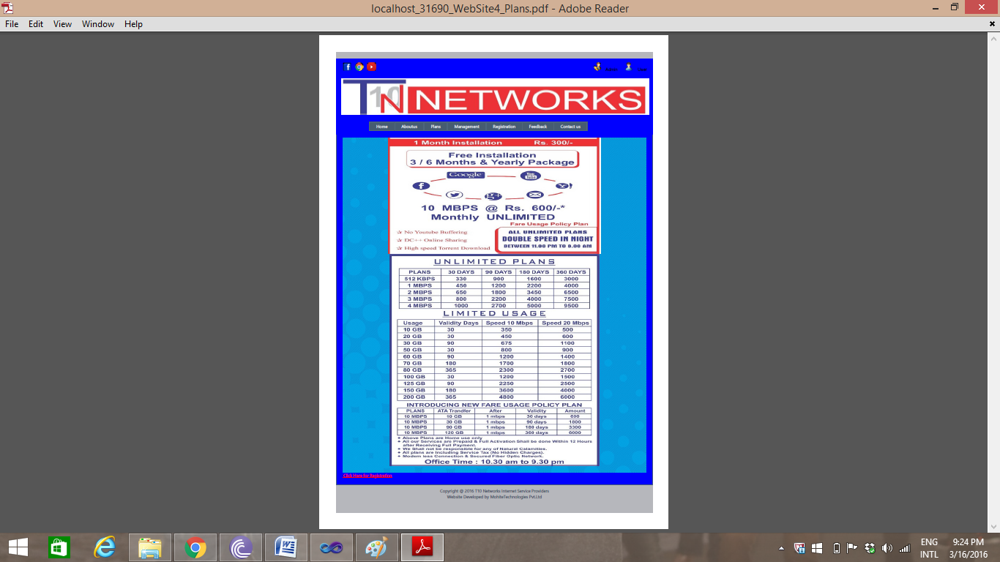 localhost_31690_WebSite4_Plans.pdf - Adobe Reader
File Edit View Window Help
T10N NETWORKS
Home Aboutus Plans Management Registration Feedback Contact us
1 Month Installation Rs. 300/-
Free Installation
3 / 6 Months & Yearly Package
Google You Tube
f g+ Y!
10 MBPS @ Rs. 600/-*
Monthly UNLIMITED
Fare Usage Policy Plan
No Youtube Buffering
DC++ Online Sharing
High speed Torrent Download
ALL UNLIMITED PLANS
DOUBLE SPEED IN NIGHT
BETWEEN 11.00 PM TO 9.00 AM
UNLIMITED PLANS
PLANS 30 DAYS 90 DAYS 180 DAYS 360 DAYS
512 KBPS 330 900 1600 3000
1 MBPS 450 1200 2200 4000
2 MBPS 650 1800 3450 6500
3 MBPS 800 2200 4000 7500
4 MBPS 1000 2700 5000 9500
LIMITED USAGE
Usage Validity Days Speed 10 Mbps Speed 20 Mbps
10 GB 30 350 500
20 GB 30 450 600
30 GB 90 675 1100
50 GB 30 800 900
60 GB 90 1200 1400
70 GB 180 1700 1800
80 GB 365 2300 2700
100 GB 30 1200 1500
125 GB 90 2250 2500
150 GB 180 3600 4000
200 GB 365 4800 6000
INTRODUCING NEW FARE USAGE POLICY PLAN
PLANS ATA Trandfer After Validity Amount
10 MBPS 10 GB 1 mbps 30 days 600
10 MBPS 30 GB 1 mbps 90 days 1800
10 MBPS 90 GB 1 mbps 180 days 3300
10 MBPS 120 GB 1 mbps 360 days 6000
+ Above Plans are Home use only
+ All our Services are Prepaid & Full Activation Shall be done Within 12 Hours
after Receiving Full Payment.
+ We Shall not be responsible for any of Natural Calamities.
+ All plans are Including Service Tax (No Hidden Charges).
+ Modem less Connection & Secured Fiber Optic Network.
Office Time : 10.30 am to 9.30 pm
Click Here for Registration
Copyright @ 2016 T10 Networks Internet Service Providers
Website Developed by MohiteTechnologies Pvt.Ltd
ENG 9:24 PM
INTL 3/16/2016